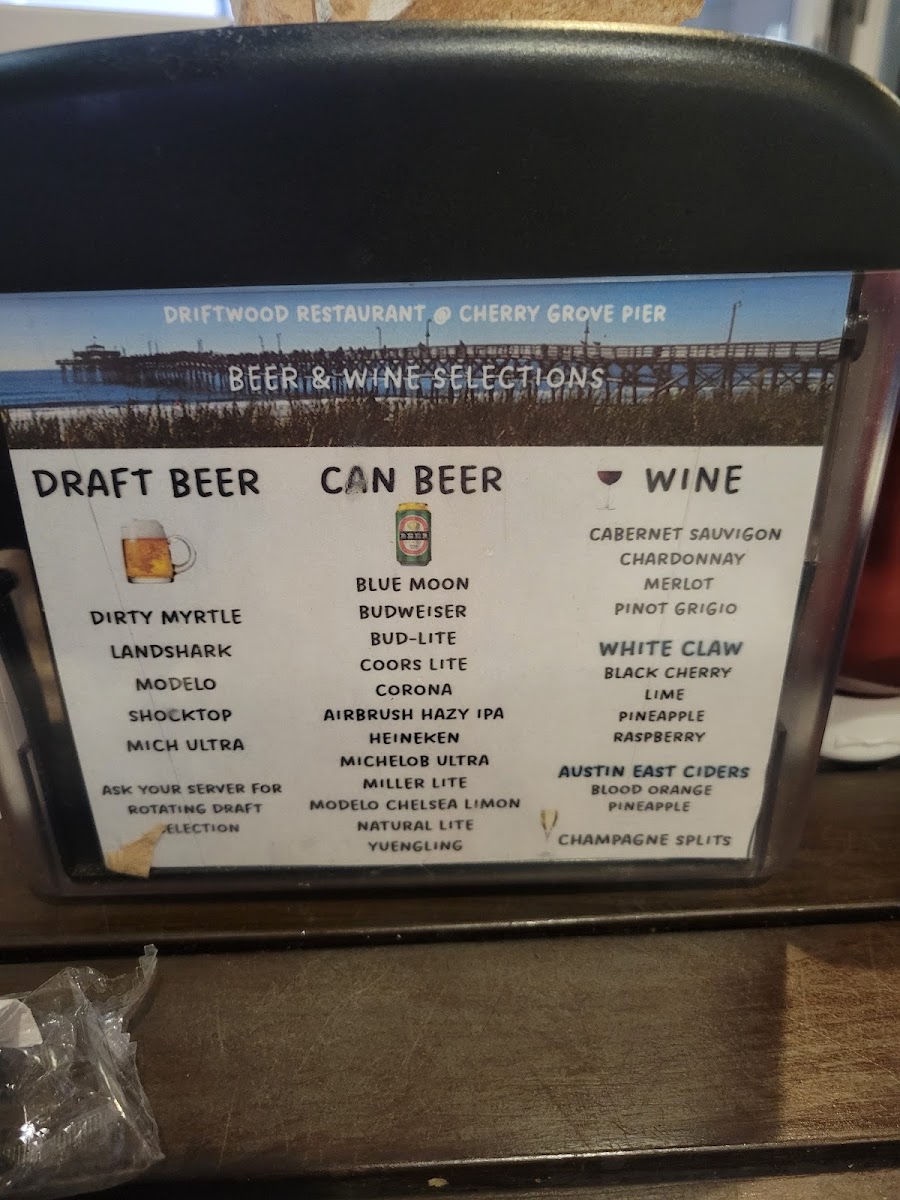 DRIFTWOOD RESTAURANT @ CHERRY GROVE PIER
BEER & WINE SELECTIONS
DRAFT BEER
DIRTY MYRTLE
LANDSHARK
MODELO
SHOCKTOP
MICH ULTRA
ASK YOUR SERVER FOR
ROTATING DRAFT
ELECTION
CAN BEER
BEER
BLUE MOON
BUDWEISER
BUD-LITE
COORS LITE
CORONA
AIRBRUSH HAZY IPA
HEINEKEN
MICHELOB ULTRA
MILLER LITE
MODELO CHELSEA LIMON
NATURAL LITE
YUENGLING
WINE
CABERNET SAUVIGON
CHARDONNAY
MERLOT
PINOT GRIGIO
WHITE CLAW
BLACK CHERRY
LIME
PINEAPPLE
RASPBERRY
AUSTIN EAST CIDERS
BLOOD ORANGE
PINEAPPLE
CHAMPAGNE SPLITS